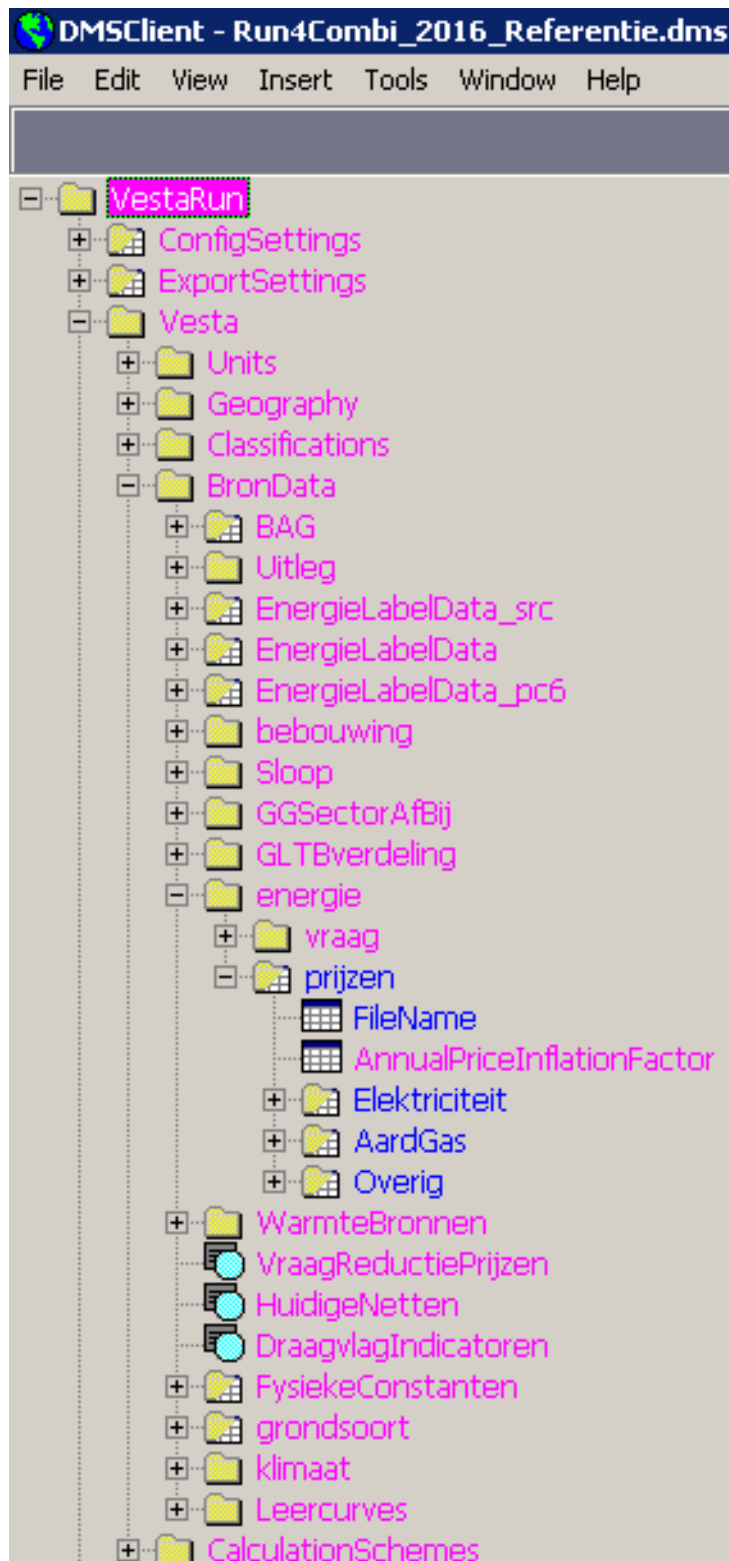 DMSClient - Run4Combi_2016_Referentie.dms
File Edit View Insert Tools Window Help
VestaRun
ConfigSettings
ExportSettings
Vesta
Units
Geography
Classifications
BronData
BAG
Uitleg
EnergieLabelData_src
EnergieLabelData
EnergieLabelData_pc6
bebouwing
Sloop
GGSectorAfBij
GLTBverdeling
energie
vraag
prijzen
FileName
AnnualPriceInflationFactor
Elektriciteit
AardGas
Overig
WarmteBronnen
VraagReductiePrijzen
HuidigeNetten
DraagvlagIndicatoren
FysiekeConstanten
grondsoort
klimaat
Leercurves
CalculationSchemes